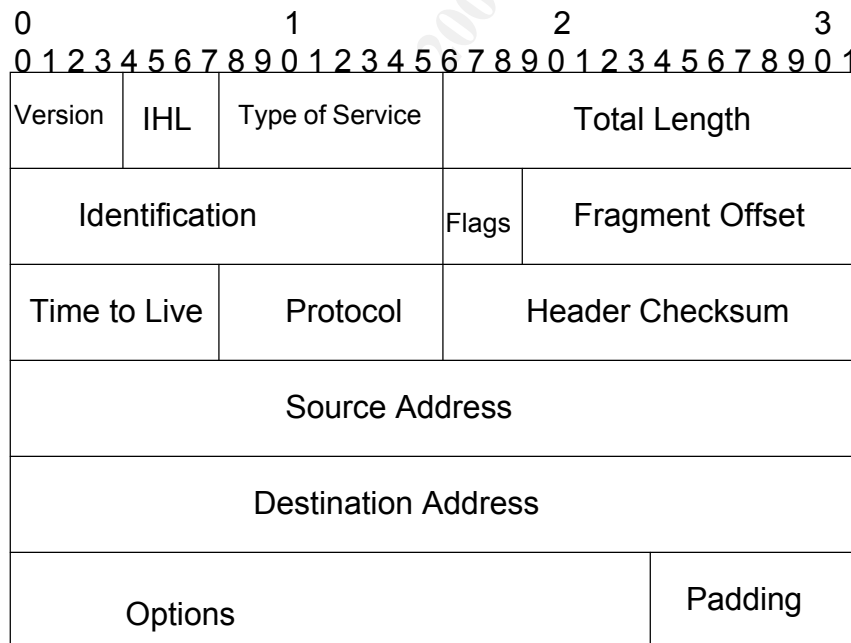 0 1 2 3
0 1 2 3 4 5 6 7 8 9 0 1 2 3 4 5 6 7 8 9 0 1 2 3 4 5 6 7 8 9 0 1
Version IHL Type of Service Total Length
Identification Flags Fragment Offset
Time to Live Protocol Header Checksum
Source Address
Destination Address
Options Padding